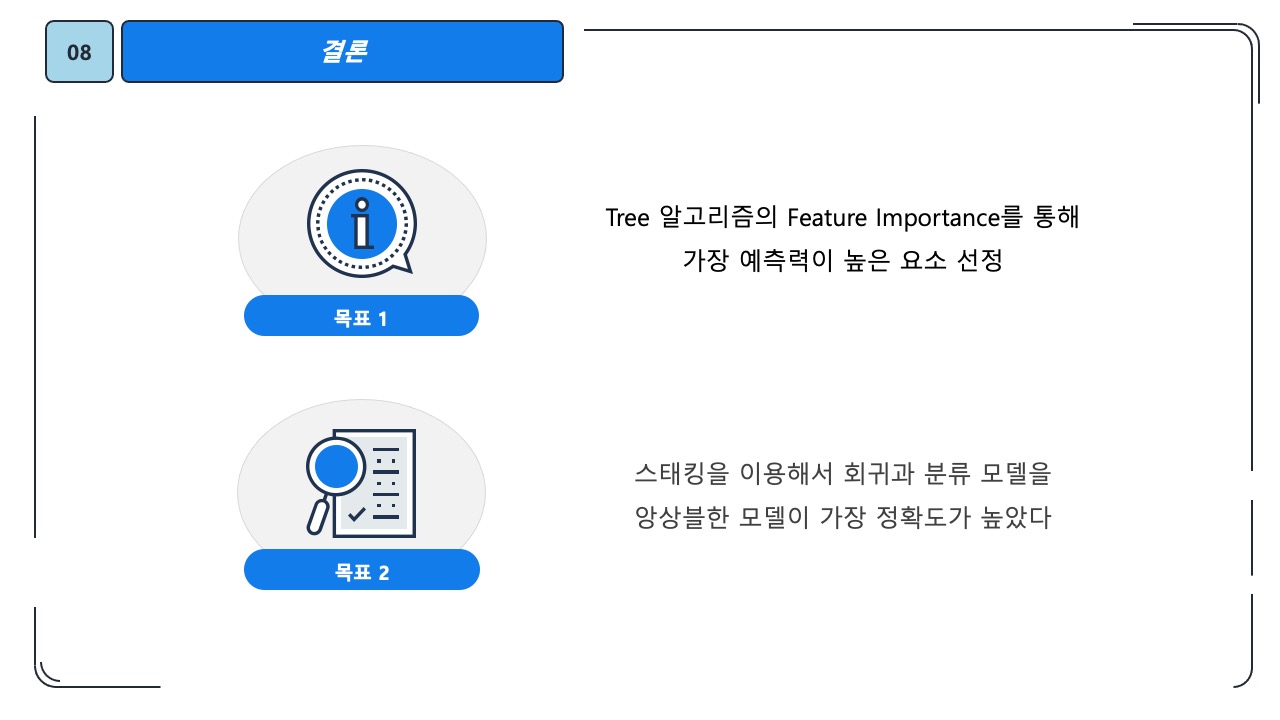 08
결론
Tree 알고리즘의 Feature Importance를 통해
가장 예측력이 높은 요소 선정
목표 1
스태킹을 이용해서 회귀과 분류 모델을
앙상블한 모델이 가장 정확도가 높았다
목표 2